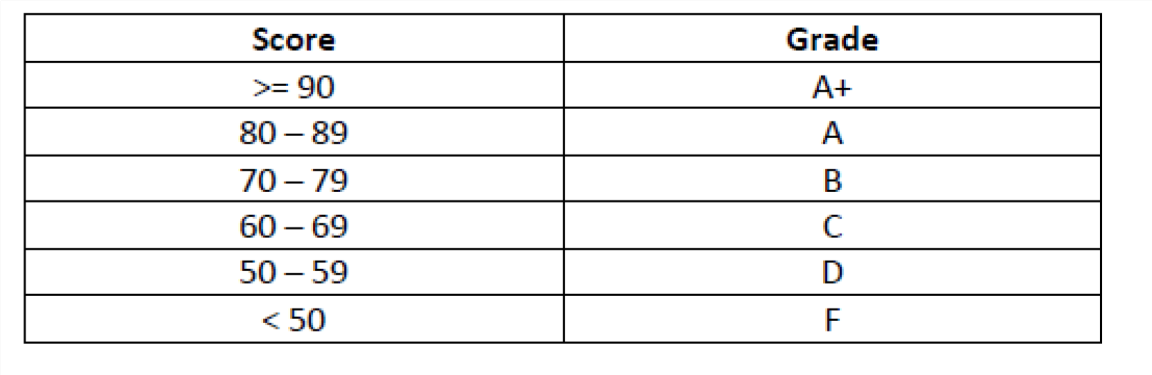 Score Grade
>= 90 A+
80 – 89 A
70 – 79 B
60 – 69 C
50 – 59 D
< 50 F